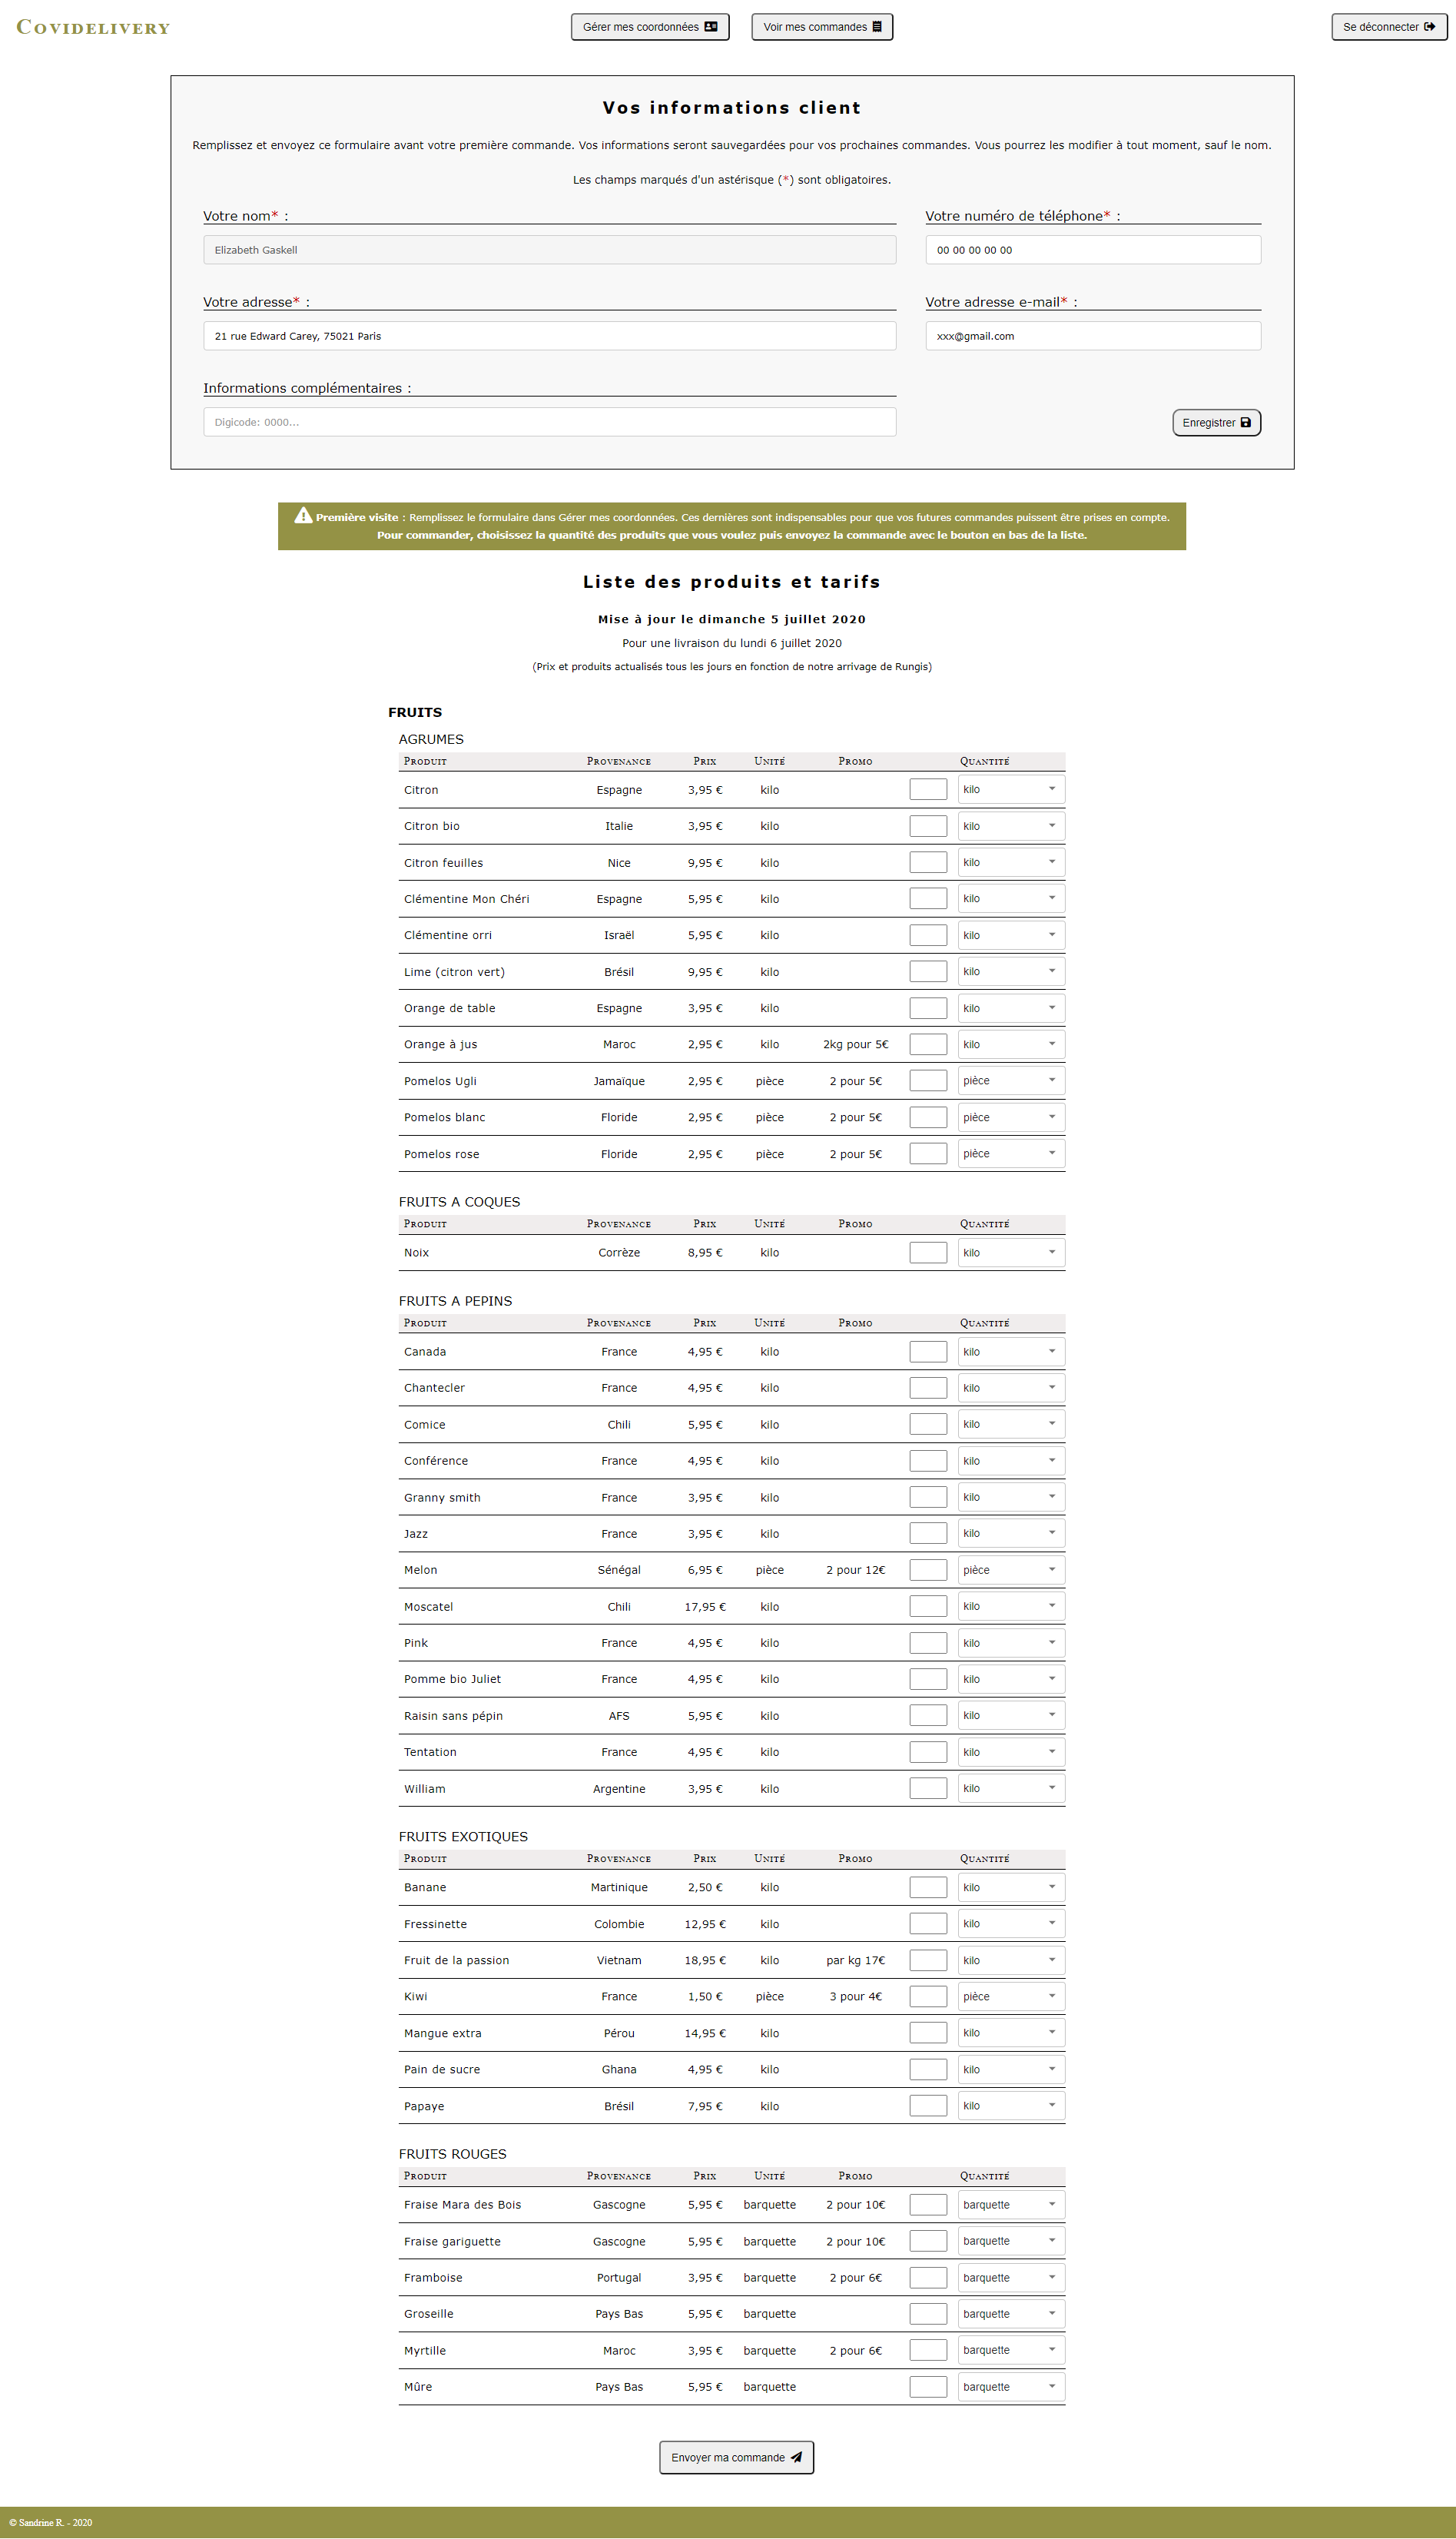 Covidelivery
Gérer mes coordonnées
Voir mes commandes
Se déconnecter
Vos informations client
Remplissez et envoyez ce formulaire avant votre première commande. Vos informations seront sauvegardées pour vos prochaines commandes. Vous pourrez les modifier à tout moment, sauf le nom.
Les champs marqués d'un astérisque (*) sont obligatoires.
Votre nom* : Votre numéro de téléphone* :
Elizabeth Gaskell 00 00 00 00 00
Votre adresse* : Votre adresse e-mail* :
21 rue Edward Carey, 75021 Paris xxx@gmail.com
Informations complémentaires :
Digicode: 0000... Enregistrer
Première visite : Remplissez le formulaire dans Gérer mes coordonnées. Ces dernières sont indispensables pour que vos futures commandes puissent être prises en compte.
Pour commander, choisissez la quantité des produits que vous voulez puis envoyez la commande avec le bouton en bas de la liste.
Liste des produits et tarifs
Mise à jour le dimanche 5 juillet 2020
Pour une livraison du lundi 6 juillet 2020
(Prix et produits actualisés tous les jours en fonction de notre arrivage de Rungis)
FRUITS
AGRUMES
Produit Provenance Prix Unité Promo Quantité
Citron Espagne 3,95 € kilo kilo
Citron bio Italie 3,95 € kilo kilo
Citron feuilles Nice 9,95 € kilo kilo
Clémentine Mon Chéri Espagne 5,95 € kilo kilo
Clémentine orri Israël 5,95 € kilo kilo
Lime (citron vert) Brésil 9,95 € kilo kilo
Orange de table Espagne 3,95 € kilo kilo
Orange à jus Maroc 2,95 € kilo 2kg pour 5€ kilo
Pomelos Ugli Jamaïque 2,95 € pièce 2 pour 5€ pièce
Pomelos blanc Floride 2,95 € pièce 2 pour 5€ pièce
Pomelos rose Floride 2,95 € pièce 2 pour 5€ pièce
FRUITS A COQUES
Produit Provenance Prix Unité Promo Quantité
Noix Corrèze 8,95 € kilo kilo
FRUITS A PEPINS
Produit Provenance Prix Unité Promo Quantité
Canada France 4,95 € kilo kilo
Chantecler France 4,95 € kilo kilo
Comice Chili 5,95 € kilo kilo
Conférence France 4,95 € kilo kilo
Granny smith France 3,95 € kilo kilo
Jazz France 3,95 € kilo kilo
Melon Sénégal 6,95 € pièce 2 pour 12€ pièce
Moscatel Chili 17,95 € kilo kilo
Pink France 4,95 € kilo kilo
Pomme bio Juliet France 4,95 € kilo kilo
Raisin sans pépin AFS 5,95 € kilo kilo
Tentation France 4,95 € kilo kilo
William Argentine 3,95 € kilo kilo
FRUITS EXOTIQUES
Produit Provenance Prix Unité Promo Quantité
Banane Martinique 2,50 € kilo kilo
Fressinette Colombie 12,95 € kilo kilo
Fruit de la passion Vietnam 18,95 € kilo par kg 17€ kilo
Kiwi France 1,50 € pièce 3 pour 4€ pièce
Mangue extra Pérou 14,95 € kilo kilo
Pain de sucre Ghana 4,95 € kilo kilo
Papaye Brésil 7,95 € kilo kilo
FRUITS ROUGES
Produit Provenance Prix Unité Promo Quantité
Fraise Mara des Bois Gascogne 5,95 € barquette 2 pour 10€ barquette
Fraise gariguette Gascogne 5,95 € barquette 2 pour 10€ barquette
Framboise Portugal 3,95 € barquette 2 pour 6€ barquette
Groseille Pays Bas 5,95 € barquette barquette
Myrtille Maroc 3,95 € barquette 2 pour 6€ barquette
Mûre Pays Bas 5,95 € barquette barquette
Envoyer ma commande
© Sandrine R. - 2020